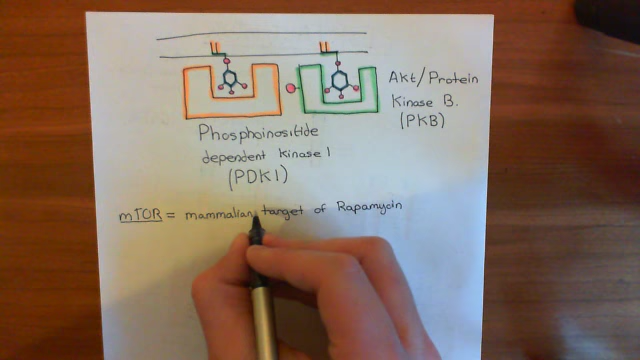 Akt/Protein
Kinase B.
(PKB)
Phosphoinositide
dependent kinase 1
(PDK1)
mTOR = mammalian target of Rapamycin